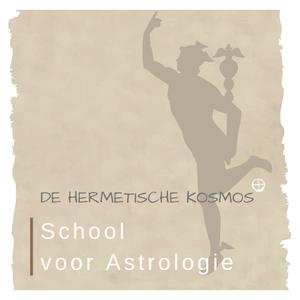 DE HERMETISCHE KOSMOS
School
voor Astrologie